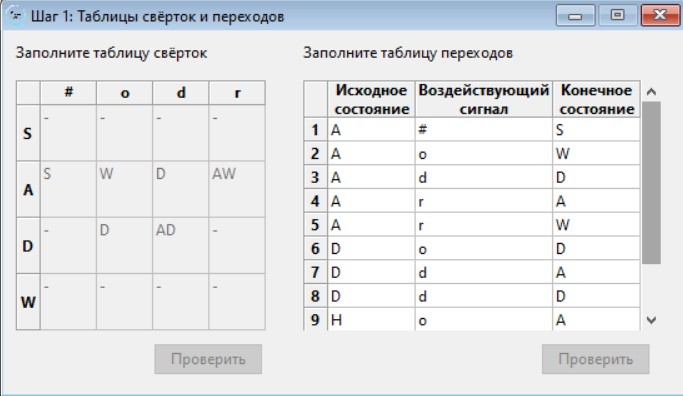 Шаг 1: Таблицы свёрток и переходов
Заполните таблицу свёрток
# o d r
S - - - -
A S W D AW
D - D AD -
W - - - -
Проверить
Заполните таблицу переходов
Исходное состояние Воздействующий сигнал Конечное состояние
1 A # S
2 A o W
3 A d D
4 A r A
5 A r W
6 D o D
7 D d A
8 D d D
9 H o A
Проверить